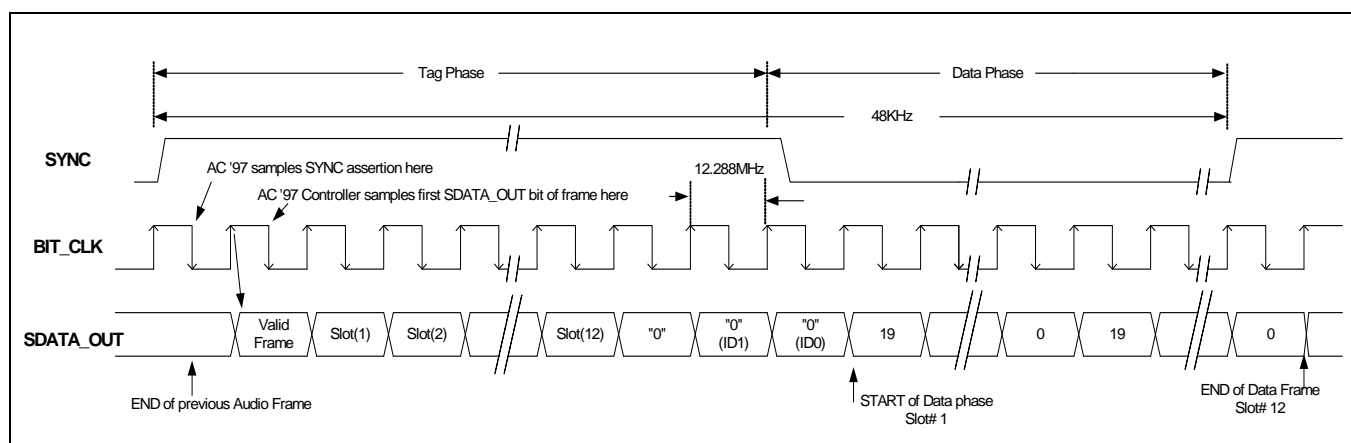 Tag Phase
Data Phase
48KHz
SYNC
AC '97 samples SYNC assertion here
12.288MHz
AC '97 Controller samples first SDATA_OUT bit of frame here
BIT_CLK
SDATA_OUT
Valid
Frame
Slot(1)
Slot(2)
Slot(12)
"0"
"0"
(ID1)
"0"
(ID0)
19
0
19
0
END of previous Audio Frame
START of Data phase
Slot# 1
END of Data Frame
Slot# 12